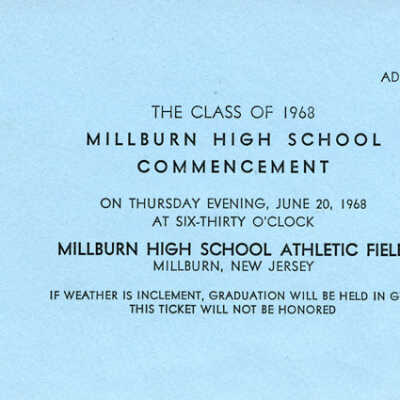 AD
THE CLASS OF 1968
MILLBURN HIGH SCHOOL
COMMENCEMENT
ON THURSDAY EVENING, JUNE 20, 1968
AT SIX-THIRTY O'CLOCK
MILLBURN HIGH SCHOOL ATHLETIC FIEL
MILLBURN, NEW JERSEY
IF WEATHER IS INCLEMENT, GRADUATION WILL BE HELD IN G
THIS TICKET WILL NOT BE HONORED